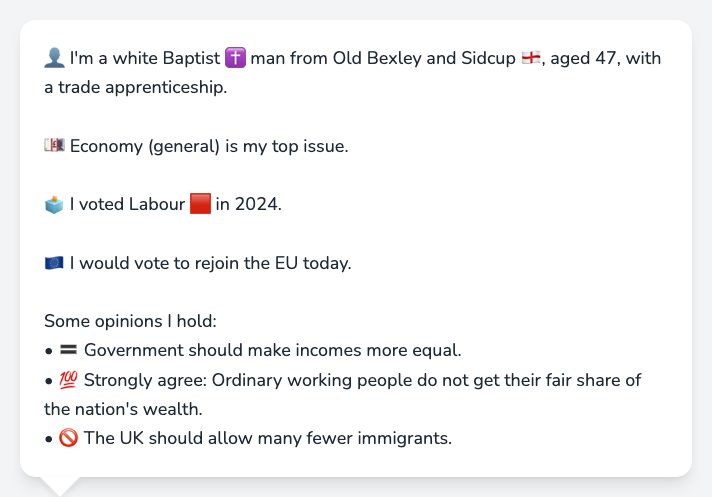 👤 I'm a white Baptist ✝️ man from Old Bexley and Sidcup 🏴󠁧󠁢󠁥󠁮󠁧󠁿, aged 47, with
a trade apprenticeship.
💷 Economy (general) is my top issue.
🗳️ I voted Labour 🟥 in 2024.
🇪🇺 I would vote to rejoin the EU today.
Some opinions I hold:
• 🟰 Government should make incomes more equal.
• 💯 Strongly agree: Ordinary working people do not get their fair share of
the nation's wealth.
• 🚫 The UK should allow many fewer immigrants.